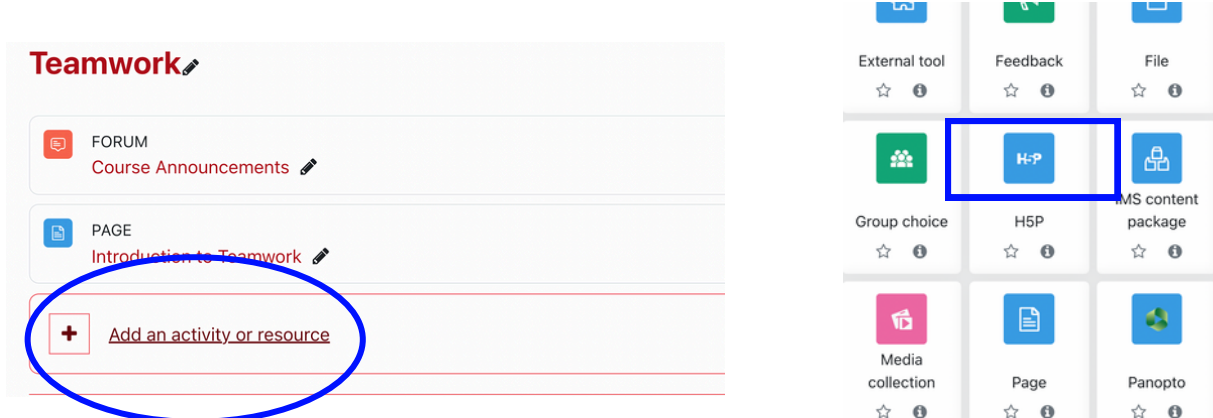 Teamwork
FORUM
Course Announcements
PAGE
Introduction to Teamwork
Add an activity or resource
External tool
Feedback
File
Group choice
H-P
H5P
IMS content
package
Media
collection
Page
Panopto